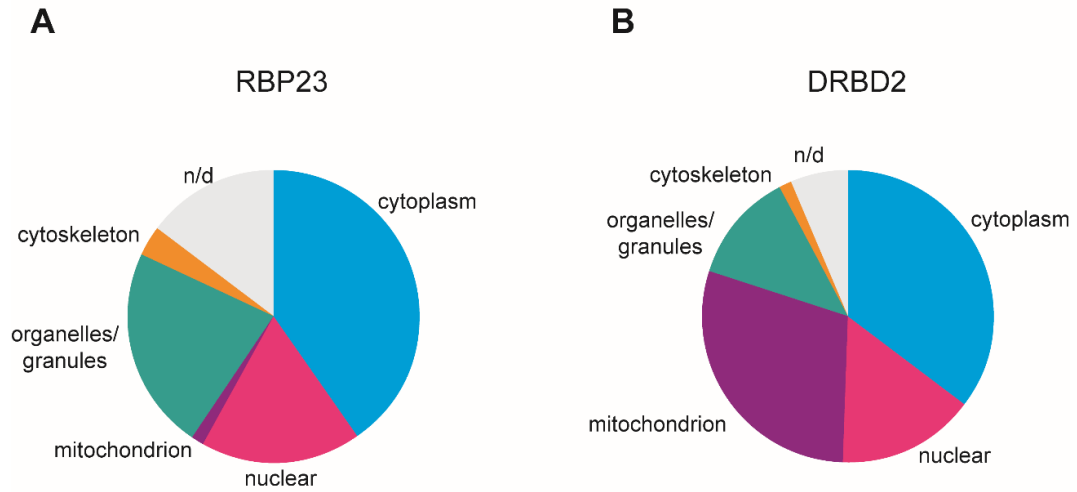 A
RBP23
n/d
cytoplasm
cytoskeleton
organelles/
granules
mitochondrion
nuclear
B
DRBD2
n/d
cytoskeleton
cytoplasm
organelles/
granules
mitochondrion
nuclear